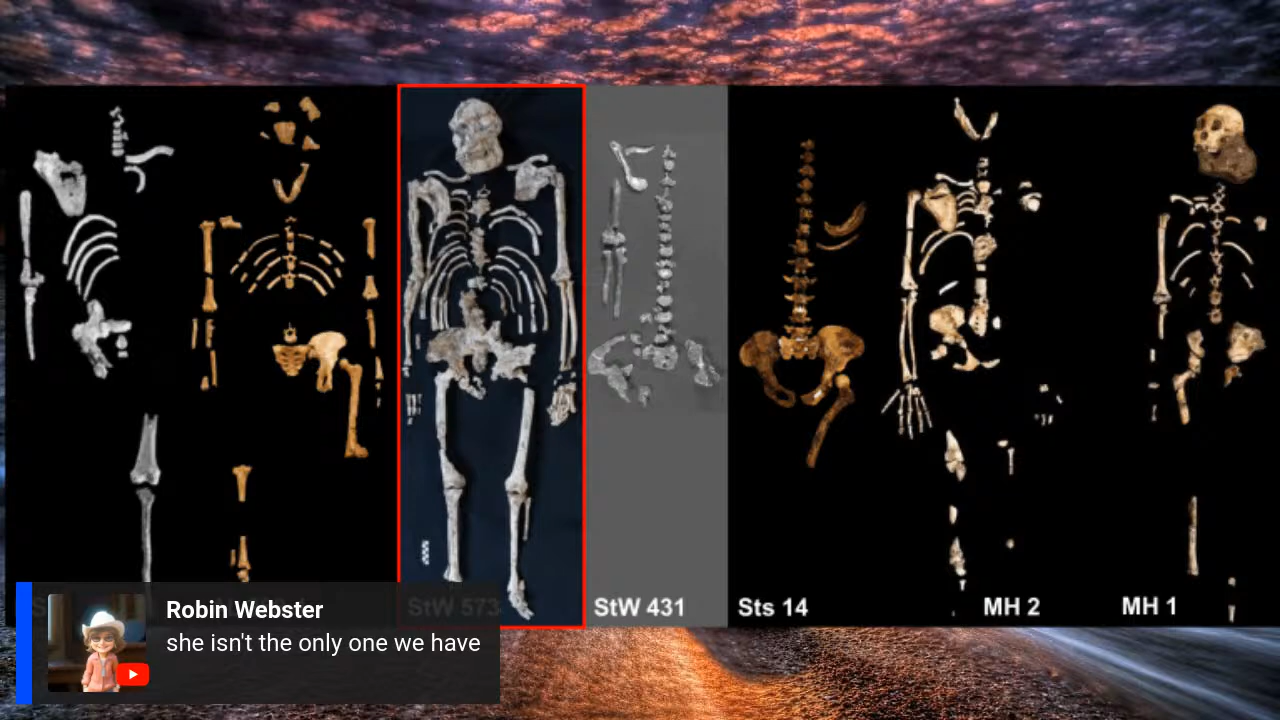 StW 573
StW 431
Sts 14
MH 2
MH 1
Robin Webster
she isn't the only one we have